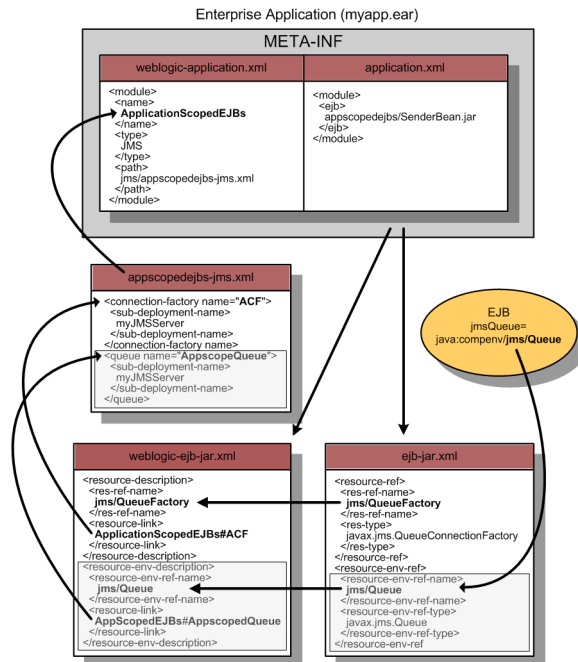 Enterprise Application (myapp.ear)
META-INF
weblogic-application.xml
<module>
<name>
ApplicationScopedEJBs
</name>
<type>
JMS
</type>
<path>
jms/appscopedejbs-jms.xml
</path>
</module>
application.xml
<module>
<ejb>
appscopedejbs/SenderBean.jar
</ejb>
</module>
appscopedejbs-jms.xml
<connection-factory name="ACF">
<sub-deployment-name>
myJMSServer
</sub-deployment-name>
</connection-factory name>
<queue name="AppscopeQueue">
<sub-deployment-name>
myJMSServer
</sub-deployment-name>
</queue>
EJB
jmsQueue=
java:compenv/jms/Queue
weblogic-ejb-jar.xml
<resource-description>
<res-ref-name>
jms/QueueFactory
</res-ref-name>
<resource-link>
ApplicationScopedEJBs#ACF
</resource-link>
</resource-description>
<resource-env-description>
<resource-env-ref-name>
jms/Queue
</resource-env-ref-name>
<resource-link>
AppScopedEJBs#AppscopedQueue
<resource-link>
</resource-env-description>
ejb-jar.xml
<resource-ref>
<res-ref-name>
jms/QueueFactory
</res-ref-name>
<res-type>
javax.jms.QueueConnectionFactory
</res-type>
</resource-ref>
<resource-env-ref>
<resource-env-ref-name>
jms/Queue
</resource-env-ref-name>
<resource-env-ref-type>
javax.jms.Queue
</resource-env-ref-type>
</resource-env-ref